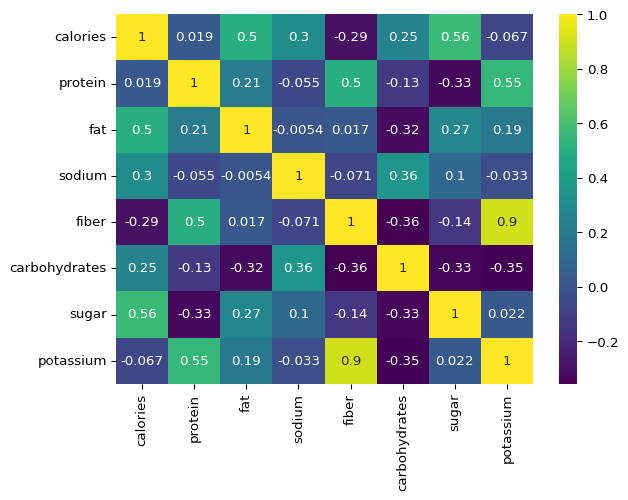 calories 1 0.019 0.5 0.3 -0.29 0.25 0.56 -0.067
protein 0.019 1 0.21 -0.055 0.5 -0.13 -0.33 0.55
fat 0.5 0.21 1 -0.0054 0.017 -0.32 0.27 0.19
sodium 0.3 -0.055 -0.0054 1 -0.071 0.36 0.1 -0.033
fiber -0.29 0.5 0.017 -0.071 1 -0.36 -0.14 0.9
carbohydrates 0.25 -0.13 -0.32 0.36 -0.36 1 -0.33 -0.35
sugar 0.56 -0.33 0.27 0.1 -0.14 -0.33 1 0.022
potassium -0.067 0.55 0.19 -0.033 0.9 -0.35 0.022 1
calories
protein
fat
sodium
fiber
carbohydrates
sugar
potassium
1.0
0.8
0.6
0.4
0.2
0.0
−0.2